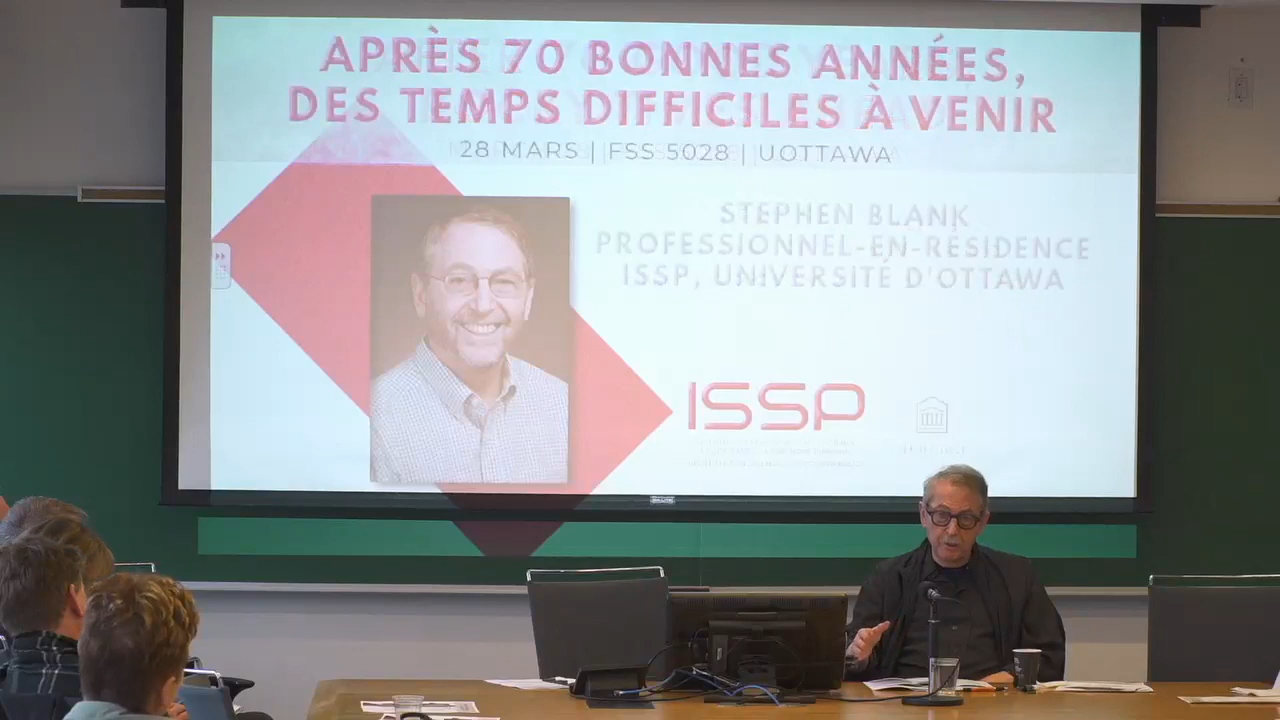 APRÈS 70 BONNES ANNÉES,
DES TEMPS DIFFICILES À VENIR
28 MARS | FSS 5028 | UOTTAWA
STEPHEN BLANK
PROFESSIONNEL-EN-RÉSIDENCE
ISSP, UNIVERSITÉ D'OTTAWA
ISSP